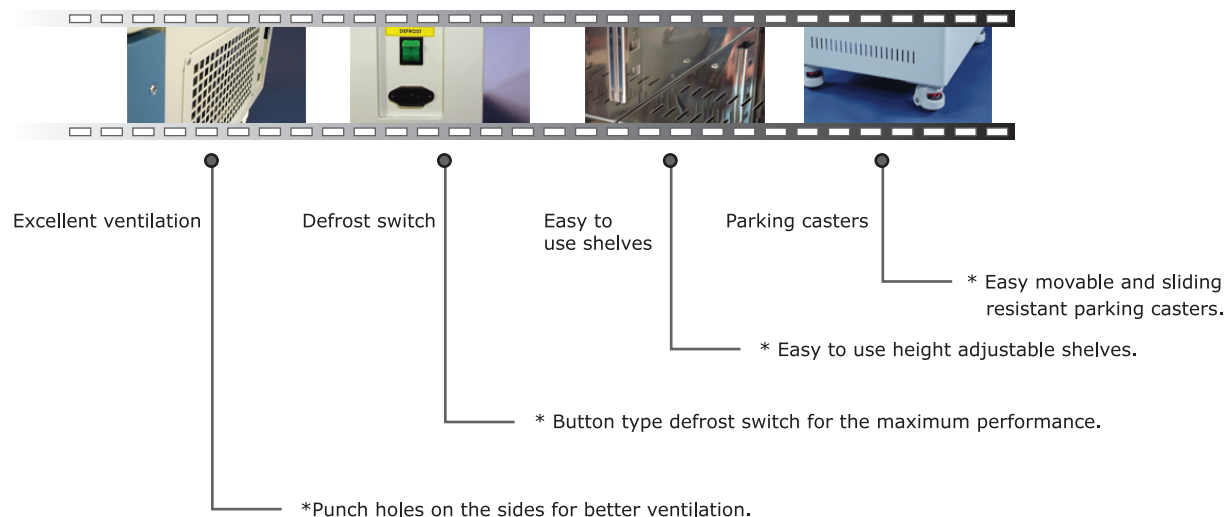 DEFROST
Excellent ventilation
Defrost switch
Easy to
use shelves
Parking casters
* Easy movable and sliding
resistant parking casters.
* Easy to use height adjustable shelves.
* Button type defrost switch for the maximum performance.
*Punch holes on the sides for better ventilation.